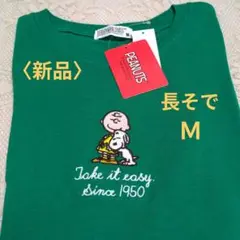 〈新品〉
PEANUTS
長そで
M
Take it easy.
Since 1950